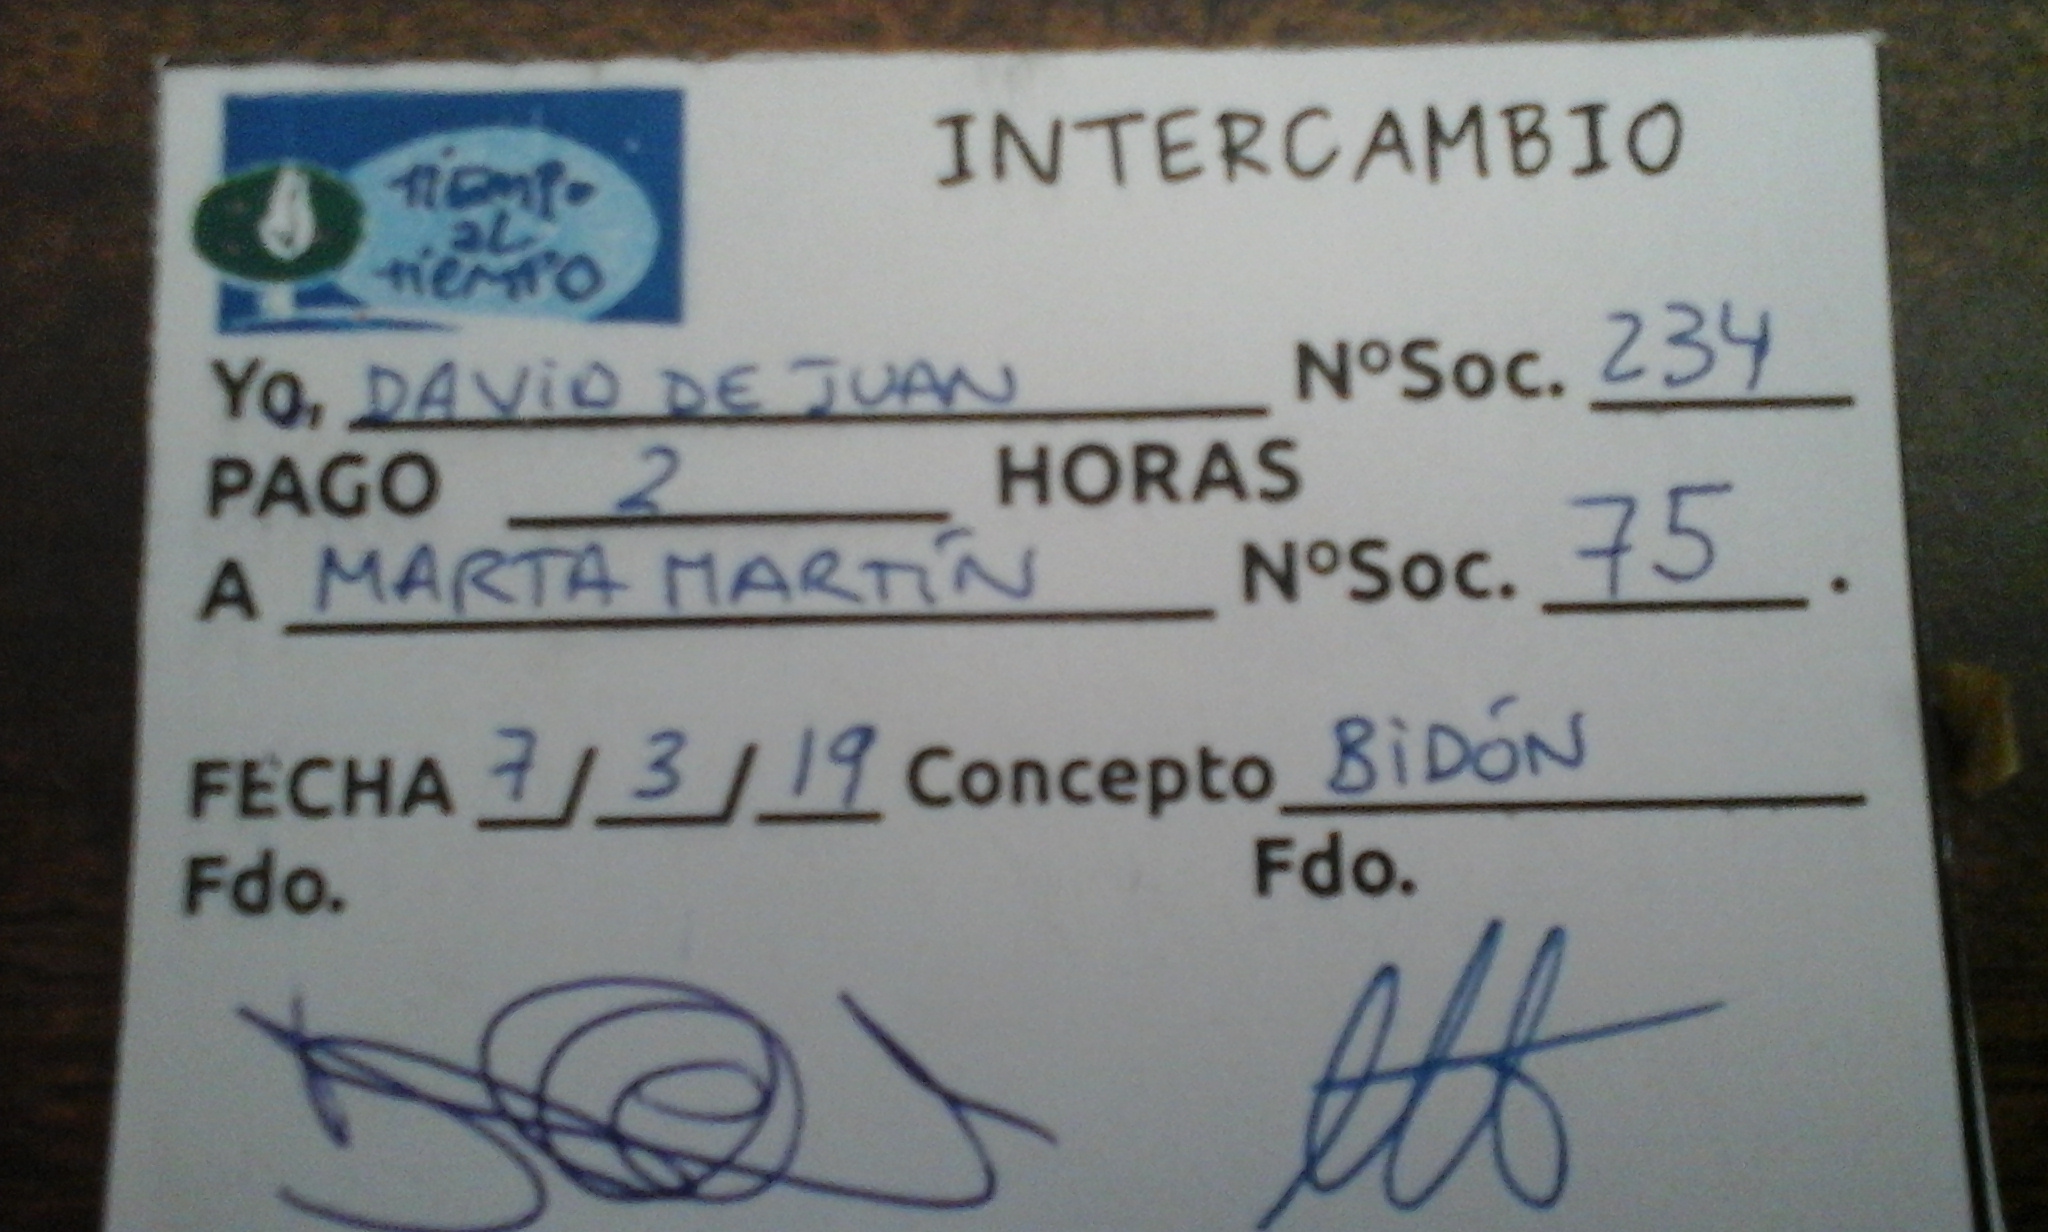 tiempo
al
tiempo
INTERCAMBIO
Yo, DAViD DE JUAN NºSoc. 234
PAGO 2 HORAS
A MARTA MARTÍN NºSoc. 75.
FECHA 7/3/19 Concepto BiDÓN
Fdo. Fdo.